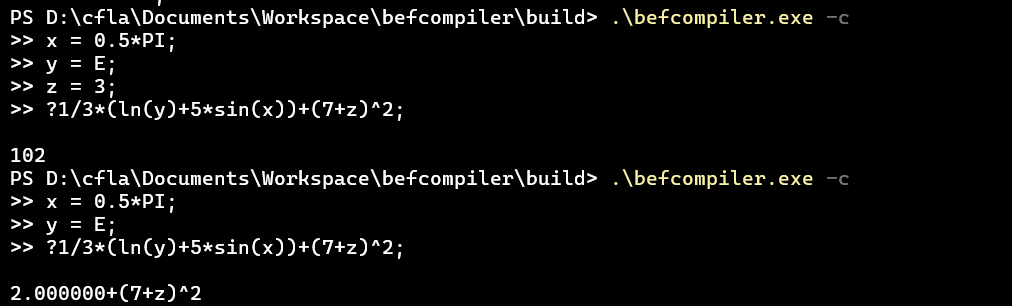 PS D:\cfla\Documents\Workspace\befcompiler\build> .\befcompiler.exe -c
>> x = 0.5*PI;
>> y = E;
>> z = 3;
>> ?1/3*(ln(y)+5*sin(x))+(7+z)^2;
102
PS D:\cfla\Documents\Workspace\befcompiler\build> .\befcompiler.exe -c
>> x = 0.5*PI;
>> y = E;
>> ?1/3*(ln(y)+5*sin(x))+(7+z)^2;
2.000000+(7+z)^2